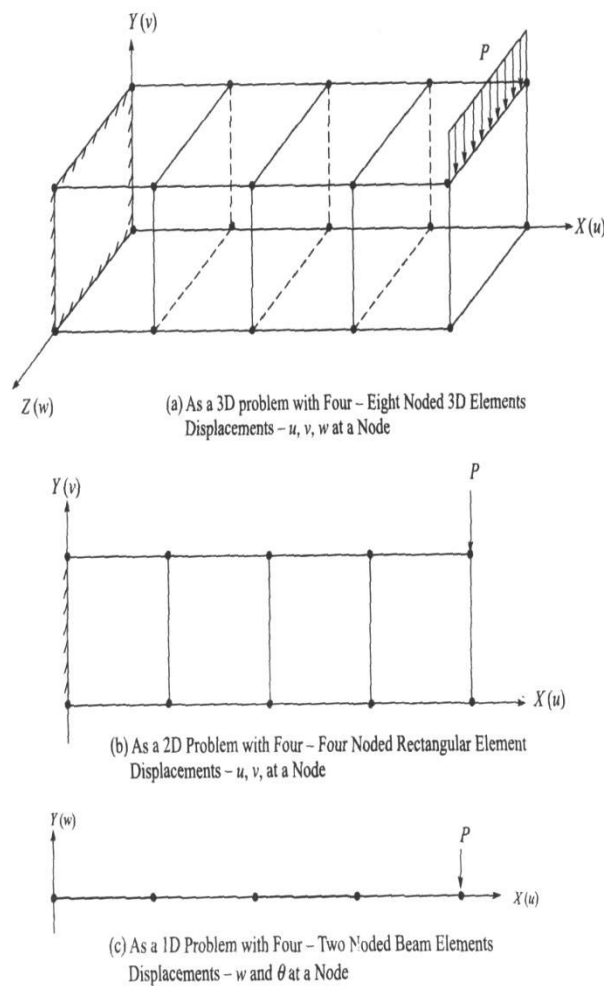 Y(v)
P
X(u)
Z(w)
(a) As a 3D problem with Four – Eight Noded 3D Elements
Displacements – u, v, w at a Node
Y(v)
P
X(u)
(b) As a 2D Problem with Four – Four Noded Rectangular Element
Displacements – u, v, at a Node
Y(w)
P
X(u)
(c) As a 1D Problem with Four – Two Noded Beam Elements
Displacements – w and θ at a Node